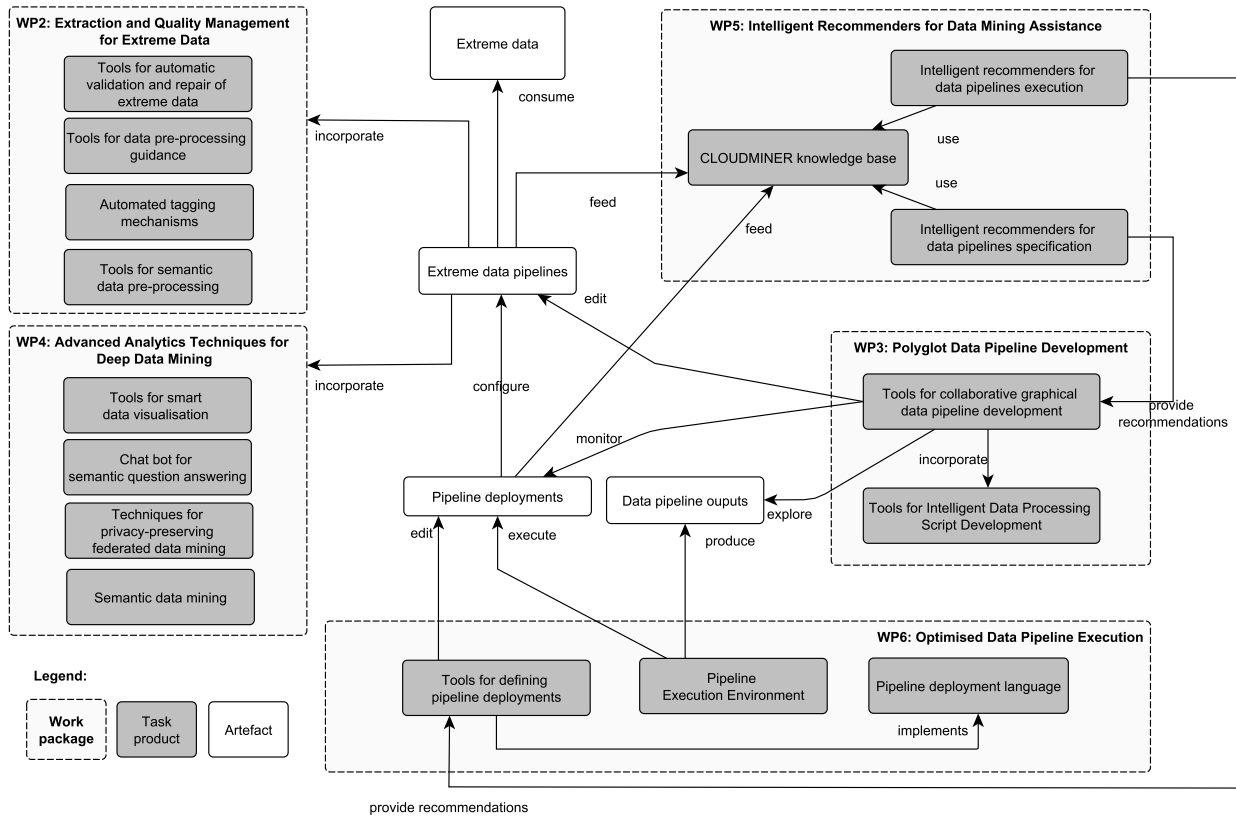 WP2: Extraction and Quality Management
for Extreme Data
Tools for automatic
validation and repair of
extreme data
Tools for data pre-processing
guidance
Automated tagging
mechanisms
Tools for semantic
data pre-processing
WP4: Advanced Analytics Techniques for
Deep Data Mining
Tools for smart
data visualisation
Chat bot for
semantic question answering
Techniques for
privacy-preserving
federated data mining
Semantic data mining
Legend:
Work
package
Task
product
Artefact
Extreme data
consume
incorporate
feed
Extreme data pipelines
edit
incorporate
configure
feed
monitor
Pipeline deployments
Data pipeline ouputs
explore
edit
execute
produce
WP5: Intelligent Recommenders for Data Mining Assistance
Intelligent recommenders for
data pipelines execution
use
CLOUDMINER knowledge base
use
Intelligent recommenders for
data pipelines specification
WP3: Polyglot Data Pipeline Development
Tools for collaborative graphical
data pipeline development
provide
recommendations
incorporate
Tools for Intelligent Data Processing
Script Development
WP6: Optimised Data Pipeline Execution
Tools for defining
pipeline deployments
Pipeline
Execution Environment
Pipeline deployment language
implements
provide recommendations